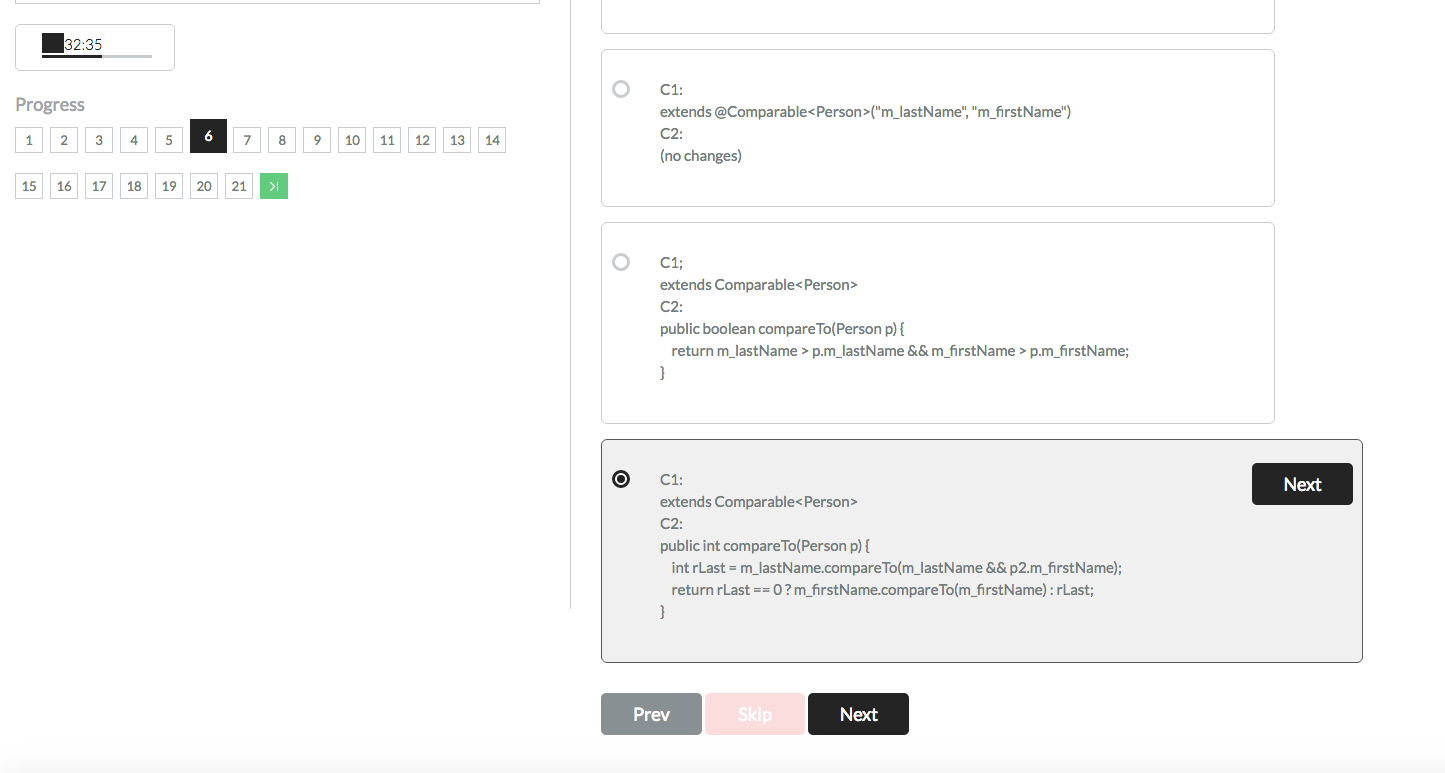 32:35
Progress
1 2 3 4 5 6 7 8 9 10 11 12 13 14
15 16 17 18 19 20 21 >|
C1:
extends @Comparable<Person>("m_lastName", "m_firstName")
C2:
(no changes)
C1;
extends Comparable<Person>
C2:
public boolean compareTo(Person p) {
return m_lastName > p.m_lastName && m_firstName > p.m_firstName;
}
C1:
extends Comparable<Person>
C2:
public int compareTo(Person p) {
int rLast = m_lastName.compareTo(m_lastName && p2.m_firstName);
return rLast == 0 ? m_firstName.compareTo(m_firstName) : rLast;
}
Next
Prev Skip Next